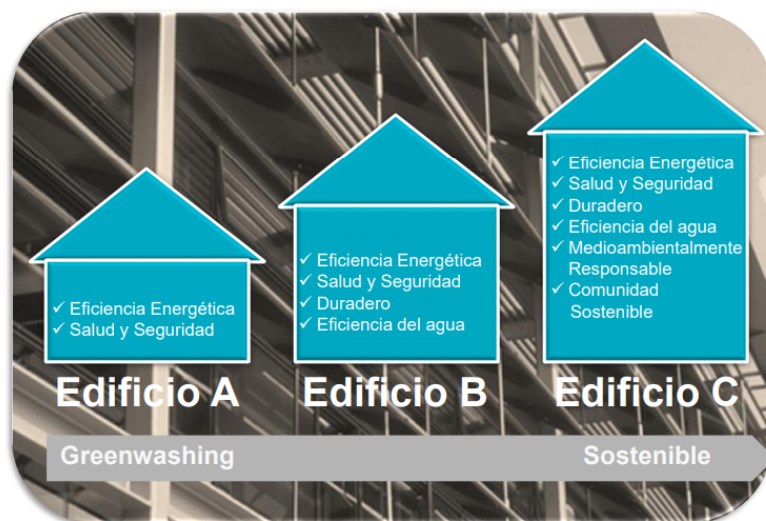 ✓ Eficiencia Energética
✓ Salud y Seguridad
Edificio A
✓ Eficiencia Energética
✓ Salud y Seguridad
✓ Duradero
✓ Eficiencia del agua
Edificio B
✓ Eficiencia Energética
✓ Salud y Seguridad
✓ Duradero
✓ Eficiencia del agua
✓ Medioambientalmente
Responsable
✓ Comunidad
Sostenible
Edificio C
Greenwashing
Sostenible